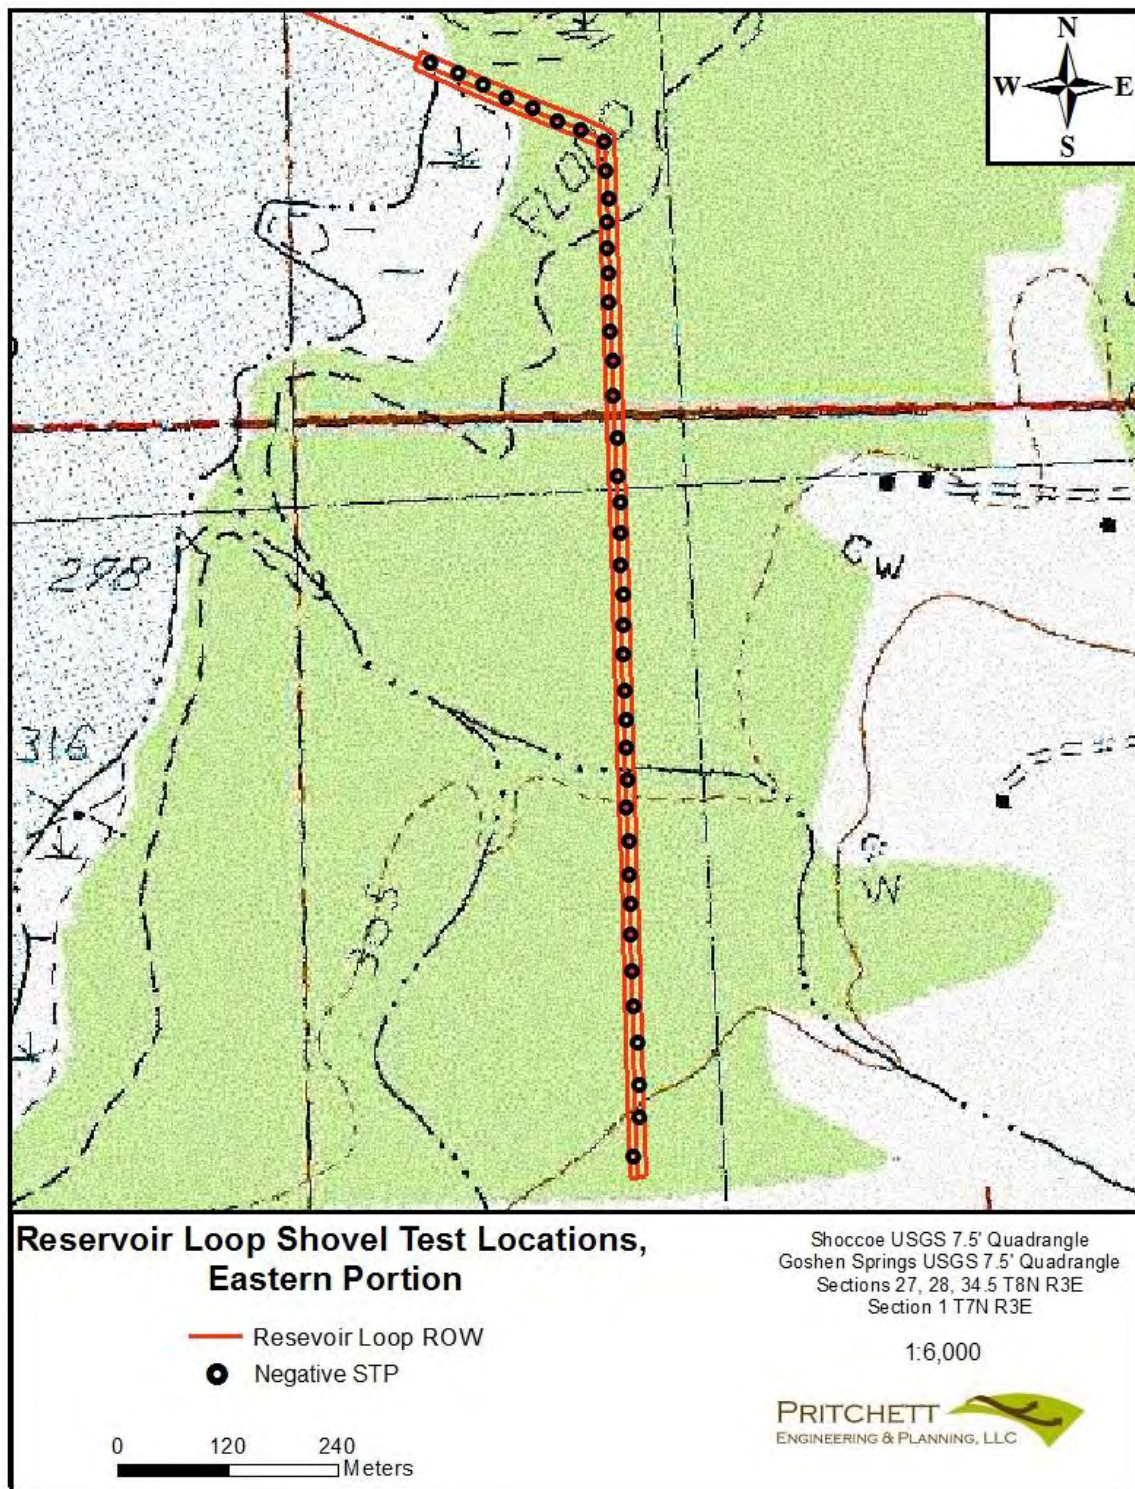 N
W E
S
FLOO
298
CW
316
GW
305
Reservoir Loop Shovel Test Locations,
Eastern Portion
Resevoir Loop ROW
Negative STP
0 120 240
Meters
Shoccoe USGS 7.5' Quadrangle
Goshen Springs USGS 7.5' Quadrangle
Sections 27, 28, 34.5 T8N R3E
Section 1 T7N R3E
1:6,000
PRITCHETT
ENGINEERING & PLANNING, LLC